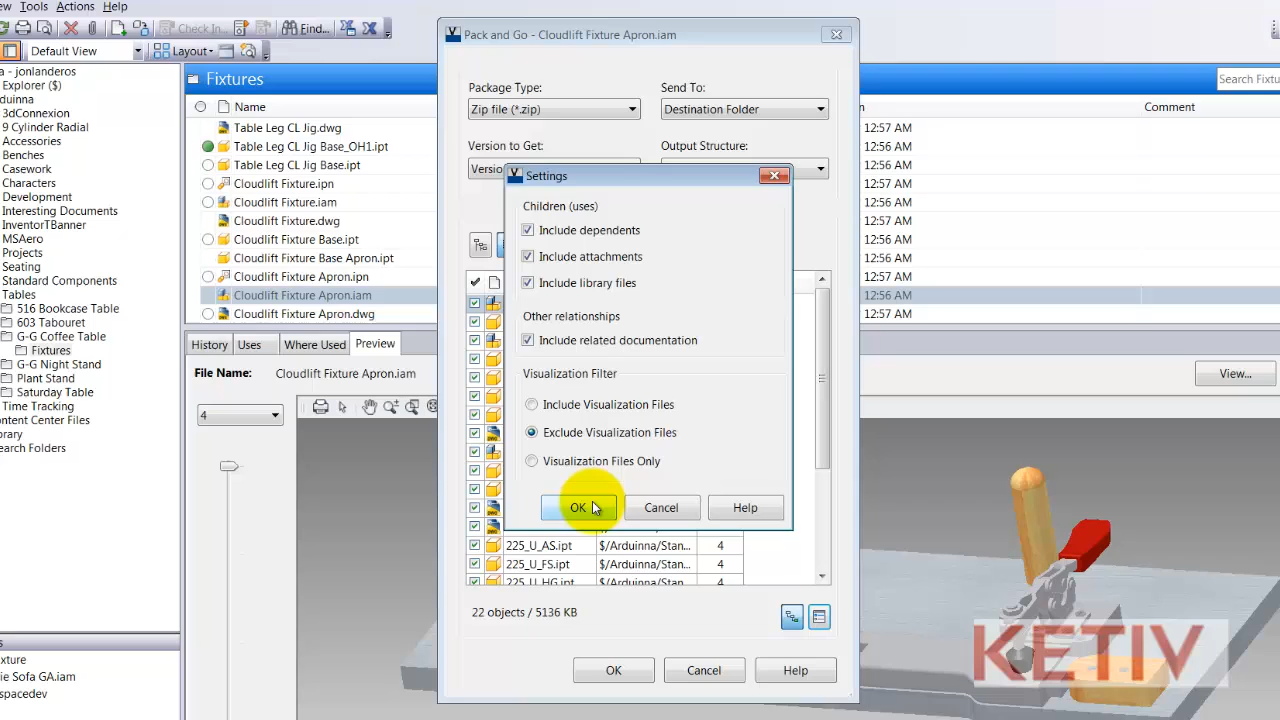 ew Tools Actions Help
Check In... Find...
Default View Layout
a - jonlanderos
Explorer ($)
duinna
3dConnexion
9 Cylinder Radial
Accessories
Benches
Casework
Characters
Development
Interesting Documents
InventorTBanner
MSAero
Projects
Seating
Standard Components
Tables
516 Bookcase Table
603 Tabouret
G-G Coffee Table
Fixtures
G-G Night Stand
Plant Stand
Saturday Table
Time Tracking
ontent Center Files
rary
earch Folders
s
ixture
ie Sofa GA.iam
spacedev
Fixtures
Search Fixtu
Name
n
Comment
Table Leg CL Jig.dwg 12:57 AM
Table Leg CL Jig Base_OH1.ipt 12:56 AM
Table Leg CL Jig Base.ipt 12:56 AM
Cloudlift Fixture.ipn 12:57 AM
Cloudlift Fixture.iam 12:56 AM
Cloudlift Fixture.dwg 12:57 AM
Cloudlift Fixture Base.ipt 12:56 AM
Cloudlift Fixture Base Apron.ipt 12:56 AM
Cloudlift Fixture Apron.ipn 12:57 AM
Cloudlift Fixture Apron.iam 12:56 AM
Cloudlift Fixture Apron.dwg 12:57 AM
History Uses Where Used Preview
File Name: Cloudlift Fixture Apron.iam
View...
4
Pack and Go - Cloudlift Fixture Apron.iam
Package Type: Send To:
Zip file (*.zip) Destination Folder
Version to Get: Output Structure:
Versio
Settings
Children (uses)
Include dependents
Include attachments
Include library files
Other relationships
Include related documentation
Visualization Filter
Include Visualization Files
Exclude Visualization Files
Visualization Files Only
OK Cancel Help
225_U_AS.ipt $/Arduinna/Stan... 4
225_U_FS.ipt $/Arduinna/Stan... 4
225_U_HG.ipt $/Arduinna/Stan... 4
22 objects / 5136 KB
OK Cancel Help
KETIV